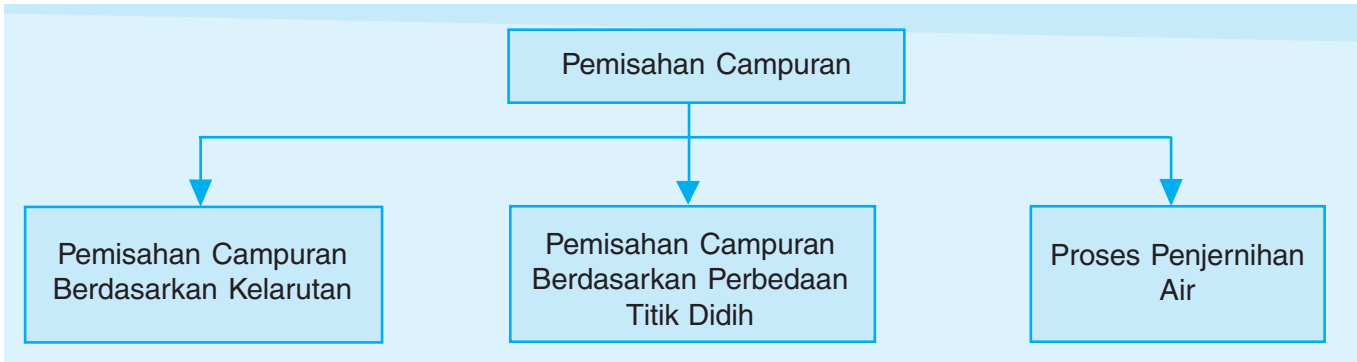 Pemisahan Campuran
Pemisahan Campuran
Berdasarkan Kelarutan
Pemisahan Campuran
Berdasarkan Perbedaan
Titik Didih
Proses Penjernihan
Air